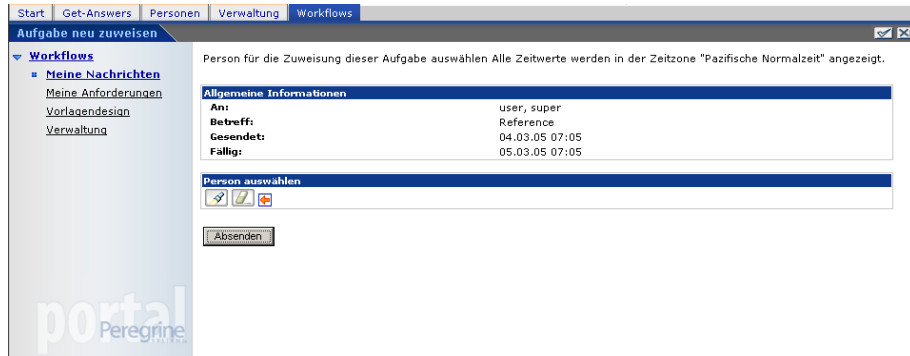 Start Get-Answers Personen Verwaltung Workflows
Aufgabe neu zuweisen
Workflows
Meine Nachrichten
Meine Anforderungen
Vorlagendesign
Verwaltung
Person für die Zuweisung dieser Aufgabe auswählen Alle Zeitwerte werden in der Zeitzone "Pazifische Normalzeit" angezeigt.
Allgemeine Informationen
An: user, super
Betreff: Reference
Gesendet: 04.03.05 07:05
Fällig: 05.03.05 07:05
Person auswählen
Absenden
portal
Peregrine